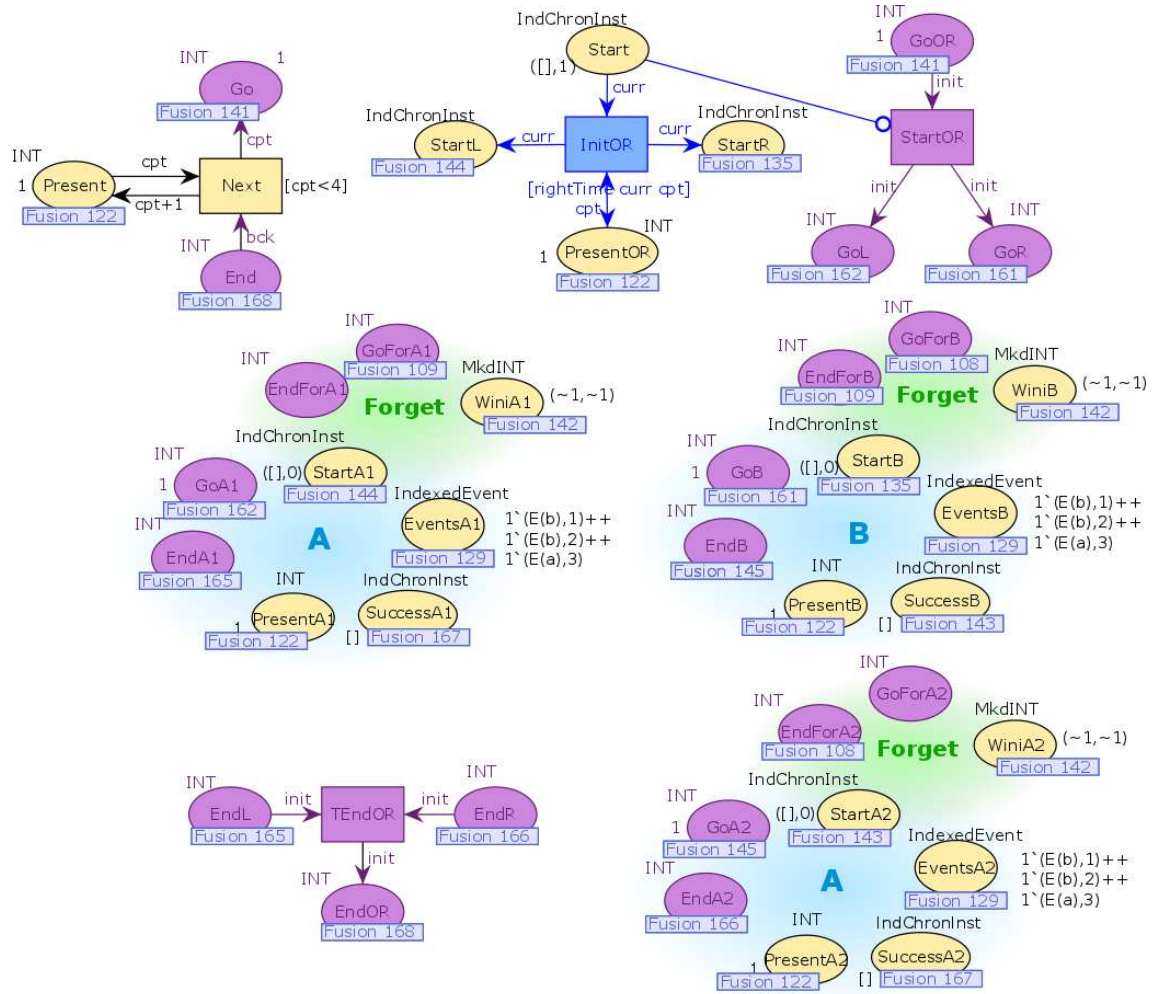 INT
1
Go
Fusion 141
cpt
INT
1
Present
Fusion 122
cpt
cpt+1
Next
[cpt<4]
bck
INT
End
Fusion 168
IndChronInst
Start
([],1)
curr
IndChronInst
StartL
Fusion 144
curr
InitOR
curr
IndChronInst
StartR
Fusion 135
[rightTime curr cpt]
cpt
INT
1
PresentOR
Fusion 122
INT
1
GoOR
Fusion 141
init
StartOR
init
init
INT
GoL
Fusion 162
INT
GoR
Fusion 161
INT
GoForA1
Fusion 109
INT
EndForA1
Forget
MkdINT
WiniA1
(~1,~1)
Fusion 142
IndChronInst
([],0)
StartA1
Fusion 144
INT
1
GoA1
Fusion 162
INT
EndA1
Fusion 165
A
IndexedEvent
EventsA1
Fusion 129
1`(E(b),1)++
1`(E(b),2)++
1`(E(a),3)
INT
1
PresentA1
Fusion 122
IndChronInst
SuccessA1
[]
Fusion 167
INT
GoForB
Fusion 108
INT
EndForB
Fusion 109
Forget
MkdINT
WiniB
(~1,~1)
Fusion 142
IndChronInst
([],0)
StartB
Fusion 135
INT
1
GoB
Fusion 161
INT
EndB
Fusion 145
B
IndexedEvent
EventsB
Fusion 129
1`(E(b),1)++
1`(E(b),2)++
1`(E(a),3)
INT
1
PresentB
Fusion 122
IndChronInst
SuccessB
[]
Fusion 143
INT
EndL
Fusion 165
init
TEndOR
init
INT
EndR
Fusion 166
init
INT
EndOR
Fusion 168
INT
GoForA2
INT
EndForA2
Fusion 108
Forget
MkdINT
WiniA2
(~1,~1)
Fusion 142
IndChronInst
([],0)
StartA2
Fusion 143
INT
1
GoA2
Fusion 145
INT
EndA2
Fusion 166
A
IndexedEvent
EventsA2
Fusion 129
1`(E(b),1)++
1`(E(b),2)++
1`(E(a),3)
INT
1
PresentA2
Fusion 122
IndChronInst
SuccessA2
[]
Fusion 167